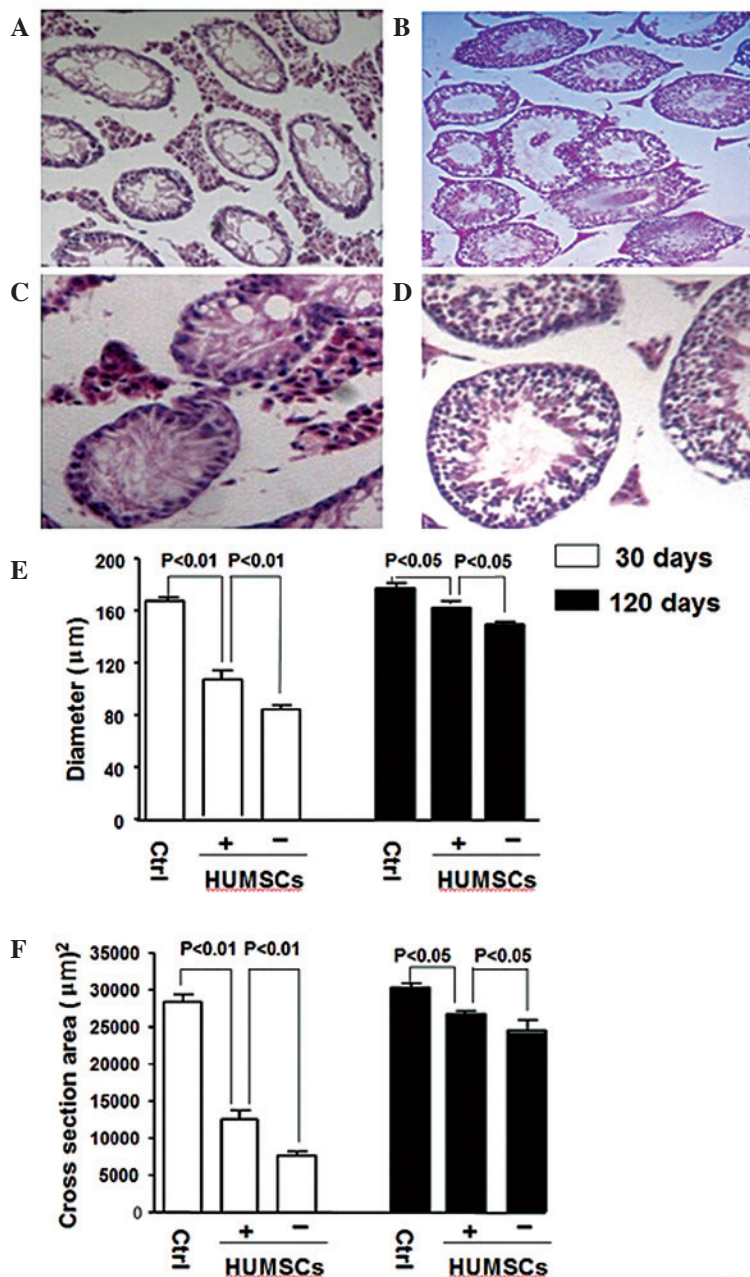 A
B
C
D
E
200
160
120
80
40
0
Diameter (μm)
P<0.01 P<0.01
P<0.05 P<0.05
30 days
120 days
Ctrl
+
−
HUMSCs
Ctrl
+
−
HUMSCs
F
35000
30000
25000
20000
15000
10000
5000
0
Cross section area (μm)²
P<0.01 P<0.01
P<0.05 P<0.05
Ctrl
+
−
HUMSCs
Ctrl
+
−
HUMSCs